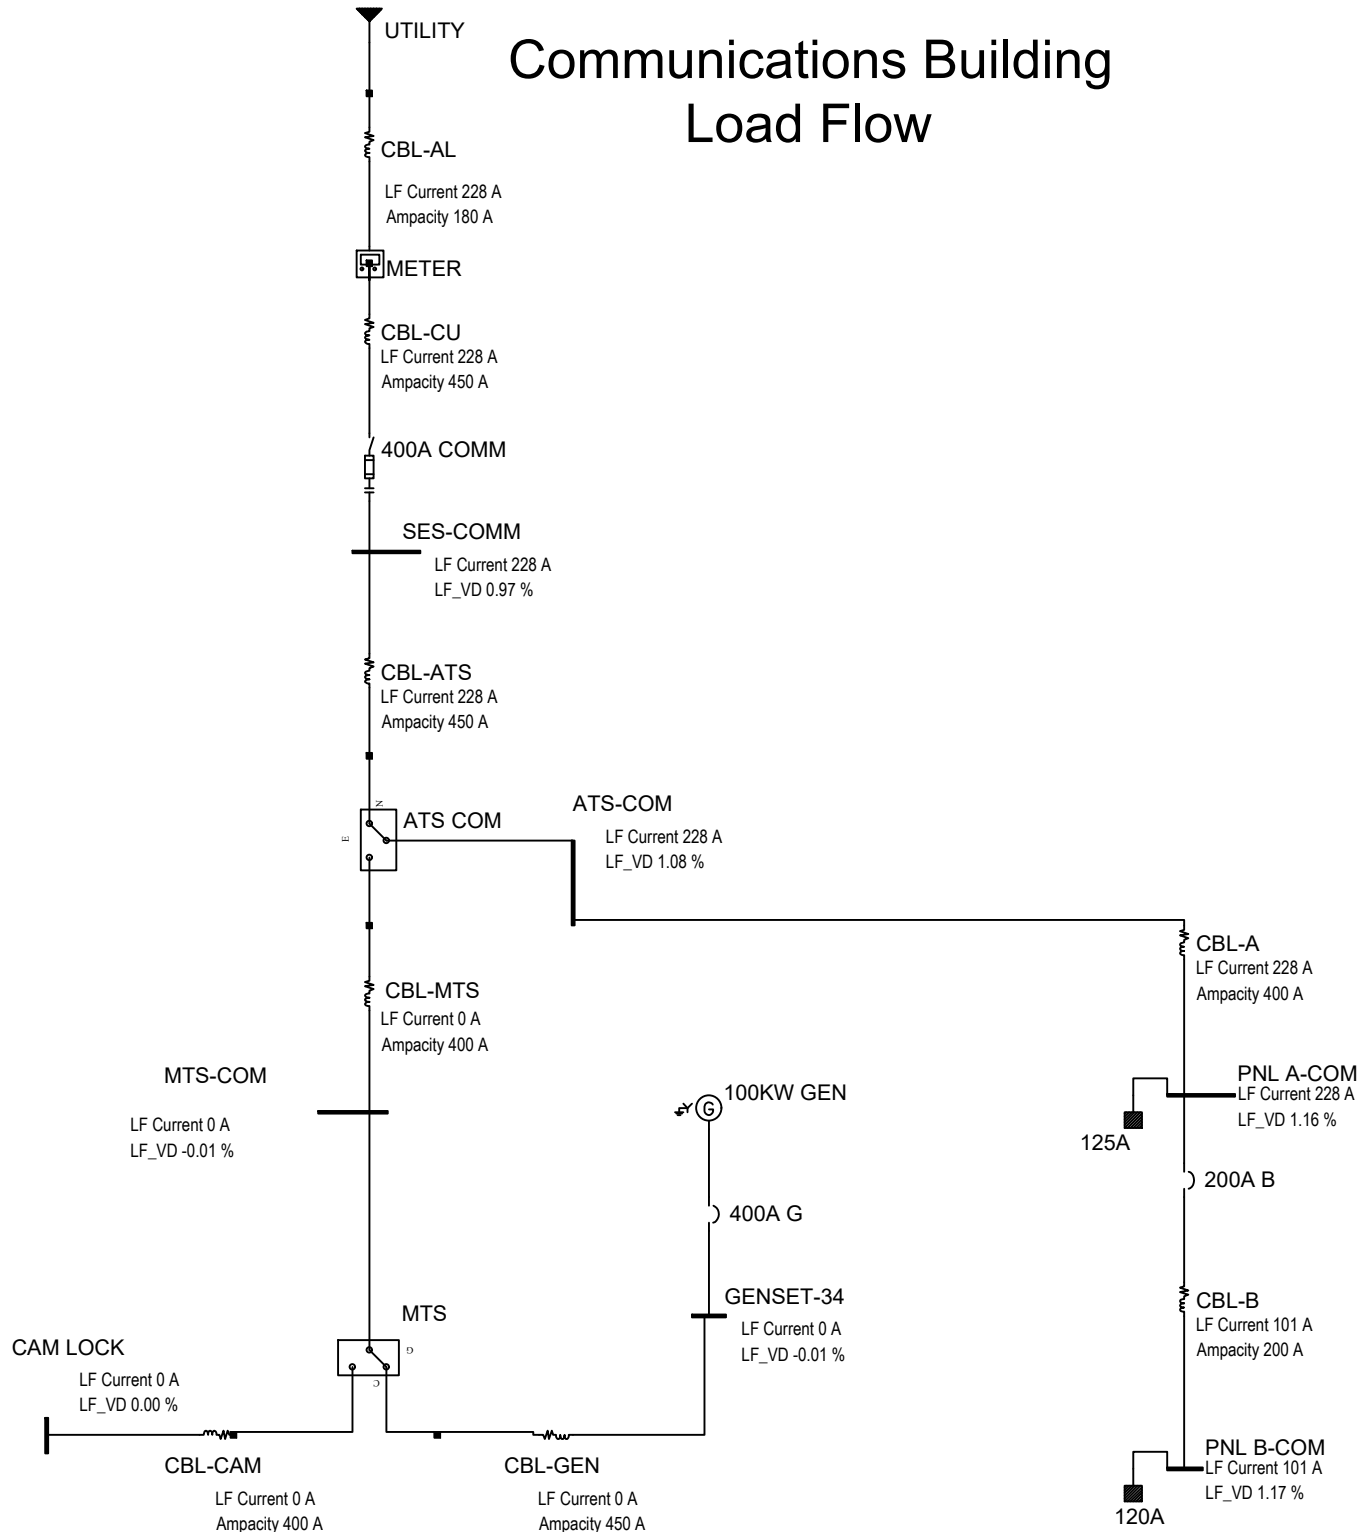 UTILITY
Communications Building
Load Flow
CBL-AL
LF Current 228 A
Ampacity 180 A
METER
CBL-CU
LF Current 228 A
Ampacity 450 A
400A COMM
SES-COMM
LF Current 228 A
LF_VD 0.97 %
CBL-ATS
LF Current 228 A
Ampacity 450 A
N
E
ATS COM
ATS-COM
LF Current 228 A
LF_VD 1.08 %
CBL-A
LF Current 228 A
Ampacity 400 A
CBL-MTS
LF Current 0 A
Ampacity 400 A
MTS-COM
LF Current 0 A
LF_VD -0.01 %
G
100KW GEN
PNL A-COM
LF Current 228 A
LF_VD 1.16 %
125A
200A B
400A G
GENSET-34
LF Current 0 A
LF_VD -0.01 %
CBL-B
LF Current 101 A
Ampacity 200 A
MTS
G
C
CAM LOCK
LF Current 0 A
LF_VD 0.00 %
CBL-CAM
LF Current 0 A
Ampacity 400 A
CBL-GEN
LF Current 0 A
Ampacity 450 A
PNL B-COM
LF Current 101 A
LF_VD 1.17 %
120A